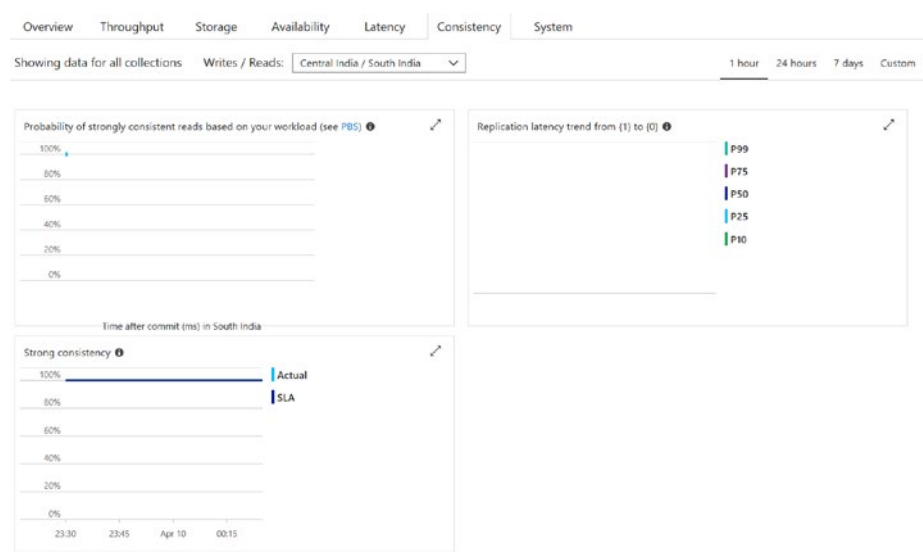 Overview Throughput Storage Availability Latency Consistency System
Showing data for all collections Writes / Reads: Central India / South India 1 hour 24 hours 7 days Custom
Probability of strongly consistent reads based on your workload (see PBS)
100%
80%
60%
40%
20%
0%
Time after commit (ms) in South India
Replication latency trend from {1} to {0}
P99
P75
P50
P25
P10
Strong consistency
100%
80%
60%
40%
20%
0%
23:30 23:45 Apr 10 00:15
Actual
SLA